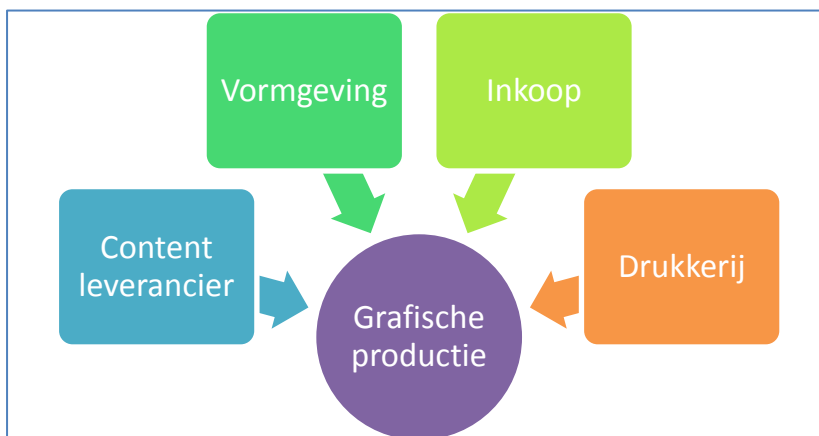 Vormgeving
Inkoop
Content
leverancier
Drukkerij
Grafische
productie